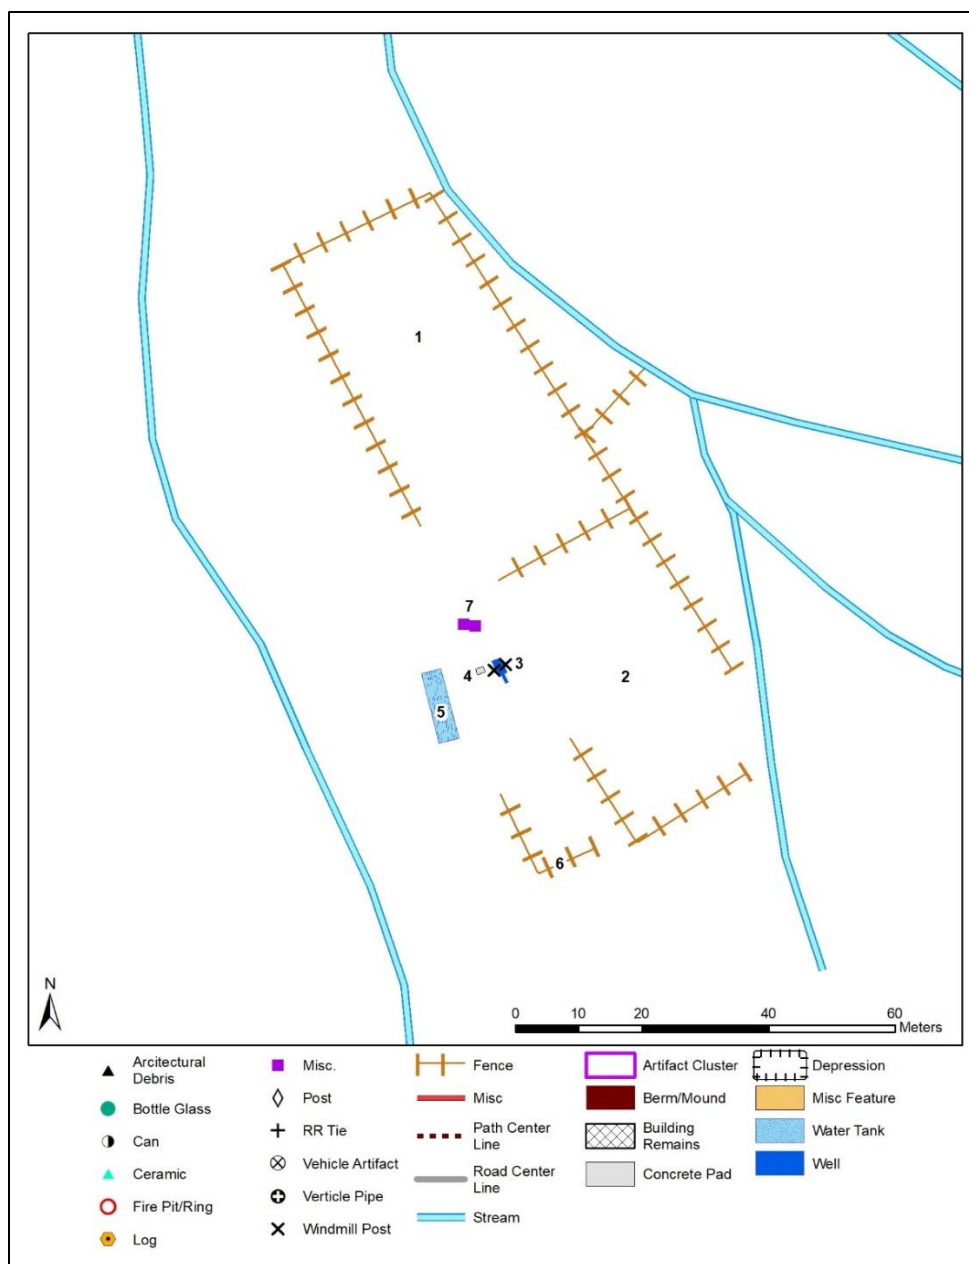 1
7
3
4
2
5
6
N
0 10 20 40 60
Meters
Arcitectural
Debris
Bottle Glass
Can
Ceramic
Fire Pit/Ring
Log
Misc.
Post
RR Tie
Vehicle Artifact
Verticle Pipe
Windmill Post
Fence
Misc
Path Center
Line
Road Center
Line
Stream
Artifact Cluster
Berm/Mound
Building
Remains
Concrete Pad
Depression
Misc Feature
Water Tank
Well